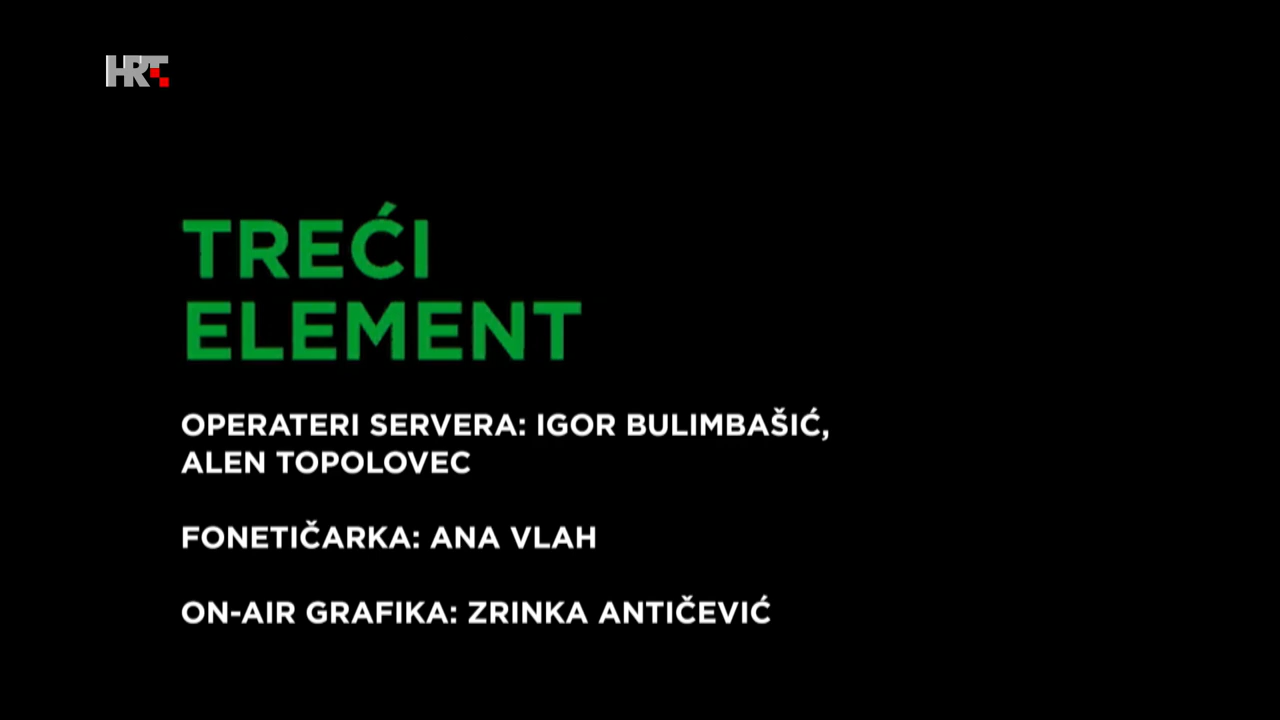 HRT
TREĆI
ELEMENT
OPERATERI SERVERA: IGOR BULIMBAŠIĆ,
ALEN TOPOLOVEC
FONETIČARKA: ANA VLAH
ON-AIR GRAFIKA: ZRINKA ANTIČEVIĆ